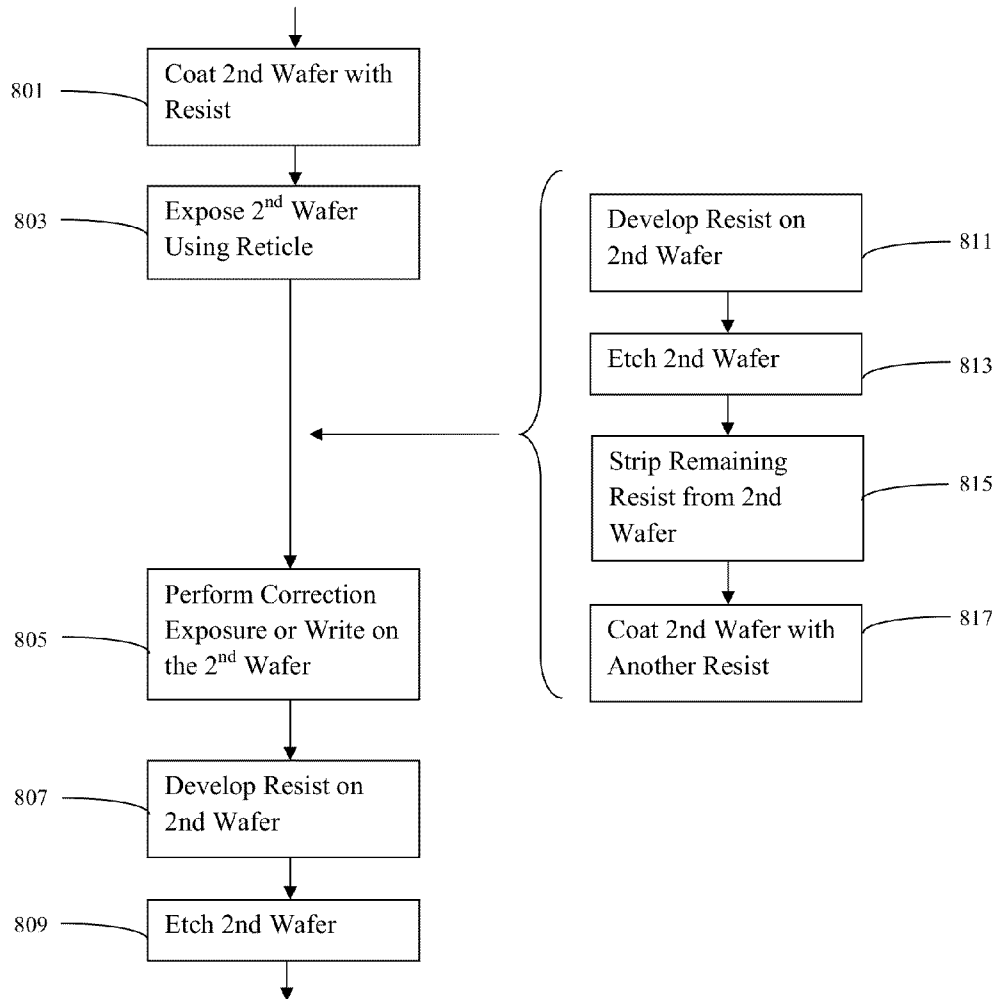 801
Coat 2nd Wafer with
Resist
803
Expose 2nd Wafer
Using Reticle
805
Perform Correction
Exposure or Write on
the 2nd Wafer
807
Develop Resist on
2nd Wafer
809
Etch 2nd Wafer
Develop Resist on
2nd Wafer
811
Etch 2nd Wafer
813
Strip Remaining
Resist from 2nd
Wafer
815
Coat 2nd Wafer with
Another Resist
817